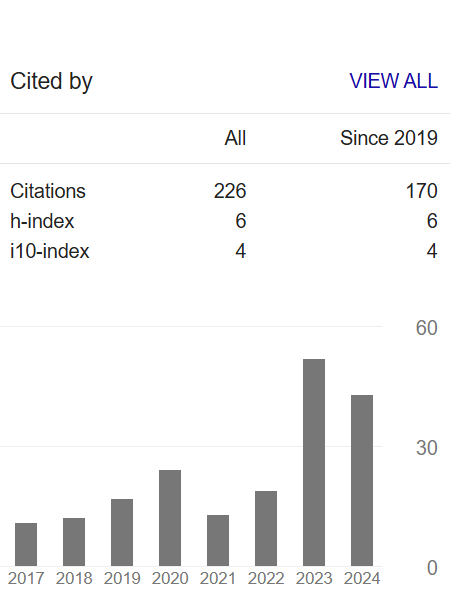 Cited by VIEW ALL
All Since 2019
Citations 226 170
h-index 6 6
i10-index 4 4
60
30
0
2017 2018 2019 2020 2021 2022 2023 2024